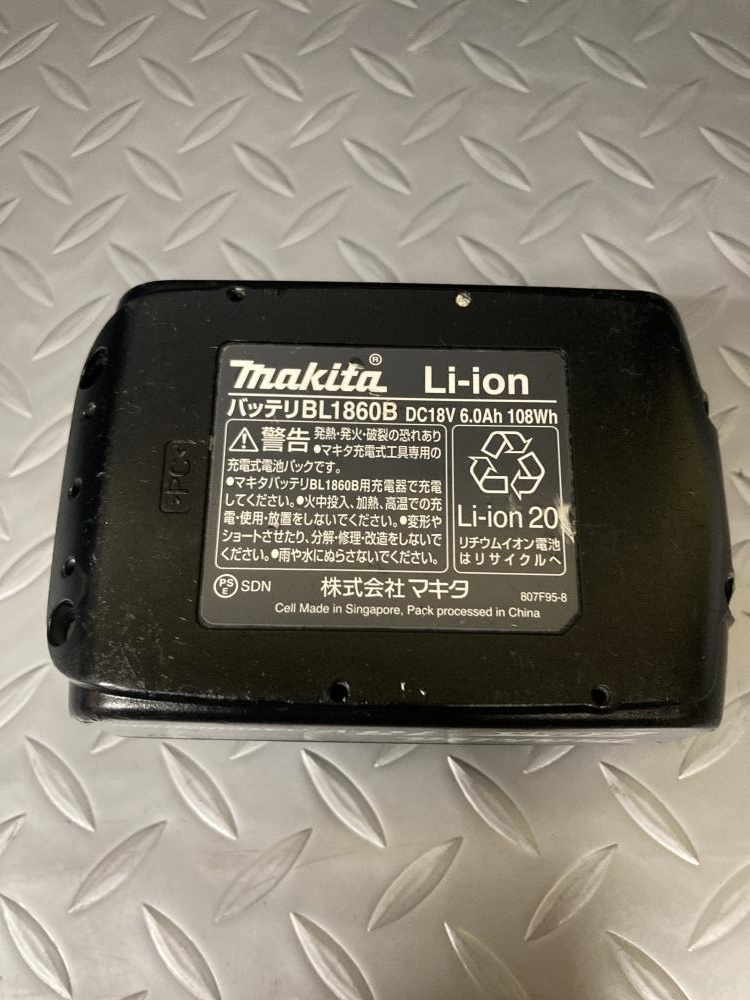 makita® Li-ion
バッテリBL1860B DC18V 6.0Ah 108Wh
警告 発熱・発火・破裂の恐れあり
●マキタ充電式工具専用の
充電式電池パックです。
●マキタバッテリBL1860B用充電器で充電
してください。●火中投入、加熱、高温での充
電・使用・放置をしないでください。●変形や
ショートさせたり、分解・修理・改造をしないで
ください。●雨や水にぬらさないでください。
Li-ion 20
リチウムイオン電池
はリサイクルへ
PSE SDN 株式会社 マキタ 807F95-8
Cell Made in Singapore, Pack processed in China
>PC<